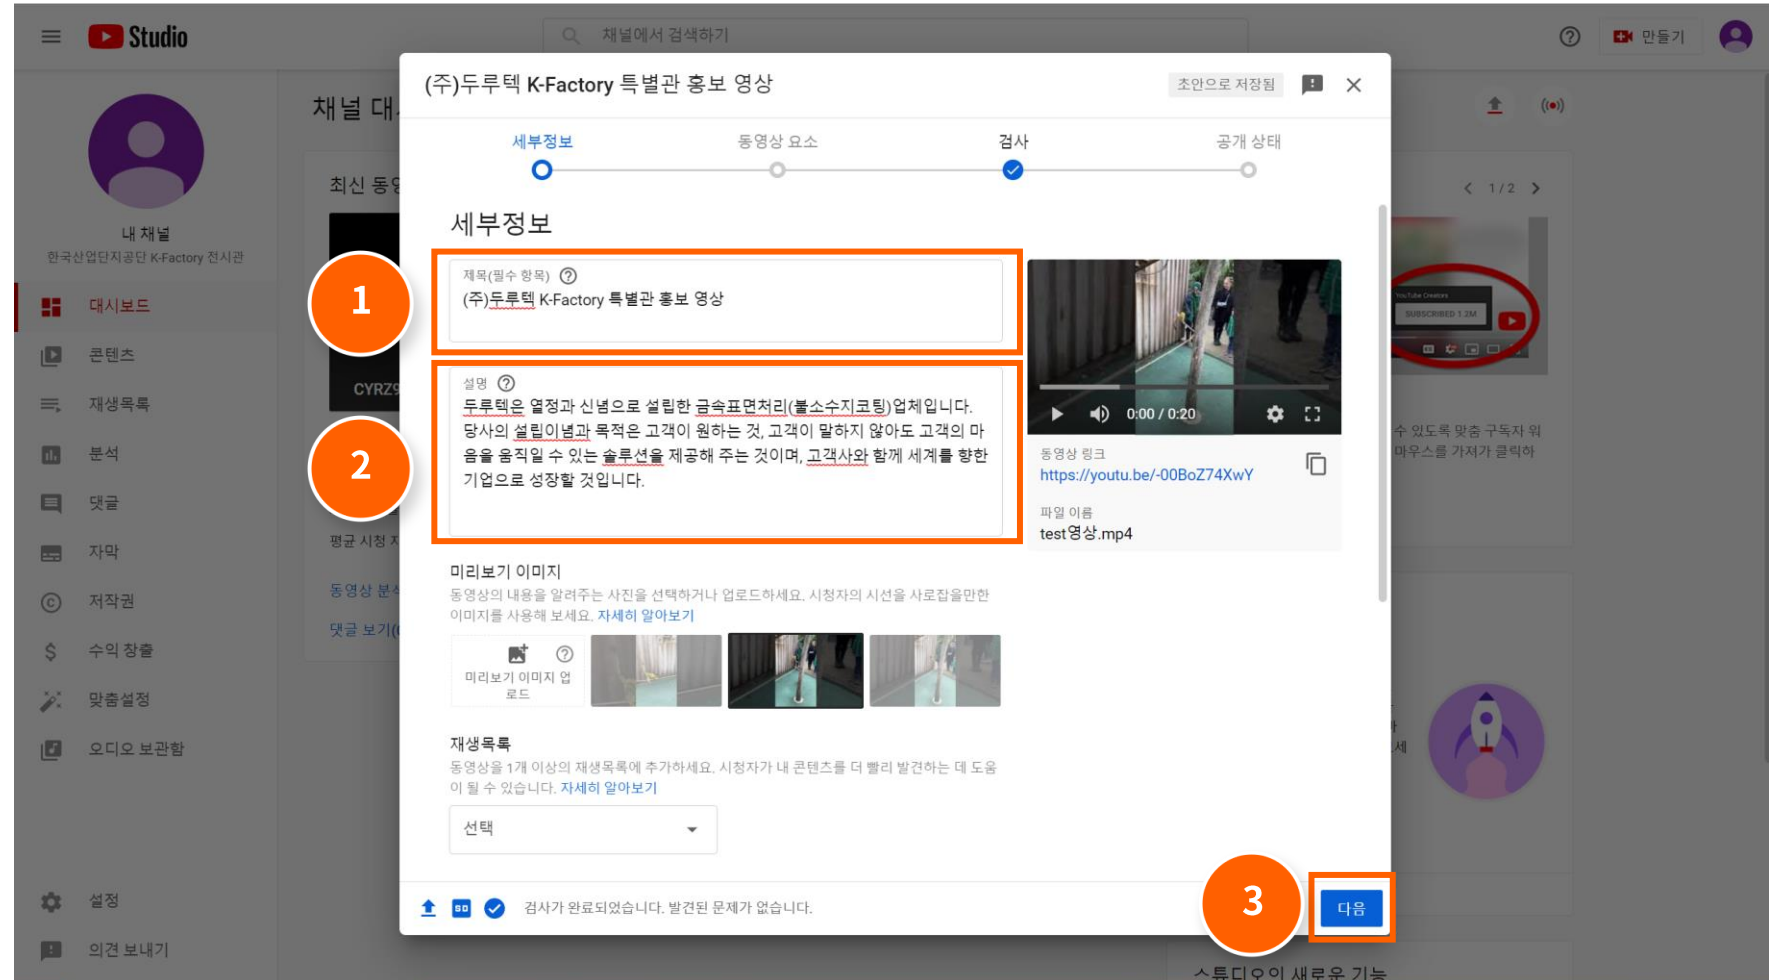 Studio
채널에서 검색하기
만들기
채널 대
최신 동영
내 채널
한국산업단지공단 K-Factory 전시관
대시보드
콘텐츠
재생목록
분석
댓글
자막
저작권
수익 창출
맞춤설정
오디오 보관함
설정
의견 보내기
CYRZ9
평균 시청 지
동영상 분석
댓글 보기(
(주)두루텍 K-Factory 특별관 홍보 영상
초안으로 저장됨
세부정보
동영상 요소
검사
공개 상태
세부정보
1
제목(필수 항목)
(주)두루텍 K-Factory 특별관 홍보 영상
2
설명
두루텍은 열정과 신념으로 설립한 금속표면처리(불소수지코팅)업체입니다.
당사의 설립이념과 목적은 고객이 원하는 것, 고객이 말하지 않아도 고객의 마
음을 움직일 수 있는 솔루션을 제공해 주는 것이며, 고객사와 함께 세계를 향한
기업으로 성장할 것입니다.
0:00 / 0:20
동영상 링크
https://youtu.be/-00BoZ74XwY
파일 이름
test영상.mp4
미리보기 이미지
동영상의 내용을 알려주는 사진을 선택하거나 업로드하세요. 시청자의 시선을 사로잡을만한
이미지를 사용해 보세요. 자세히 알아보기
미리보기 이미지 업
로드
재생목록
동영상을 1개 이상의 재생목록에 추가하세요. 시청자가 내 콘텐츠를 더 빨리 발견하는 데 도움
이 될 수 있습니다. 자세히 알아보기
선택
검사가 완료되었습니다. 발견된 문제가 없습니다.
3
다음
1 / 2
YouTube Creators
SUBSCRIBED 1.2M
수 있도록 맞춤 구독자 워
마우스를 가져가 클릭하
세
스튜디오의 새로운 기능